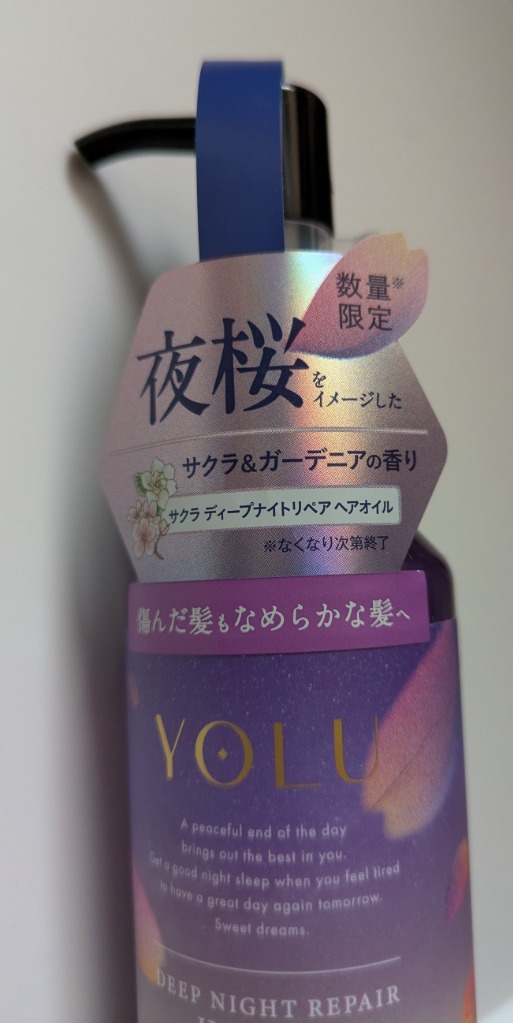 数量※
限定
夜桜を
イメージした
サクラ&ガーデニアの香り
サクラ ディープナイトリペア ヘアオイル
※なくなり次第終了
傷んだ髪もなめらかな髪へ
YOLU
A peaceful end of the day
brings out the best in you.
Get a good night sleep when you feel tired
to have a great day again tomorrow.
Sweet dreams.
DEEP NIGHT REPAIR